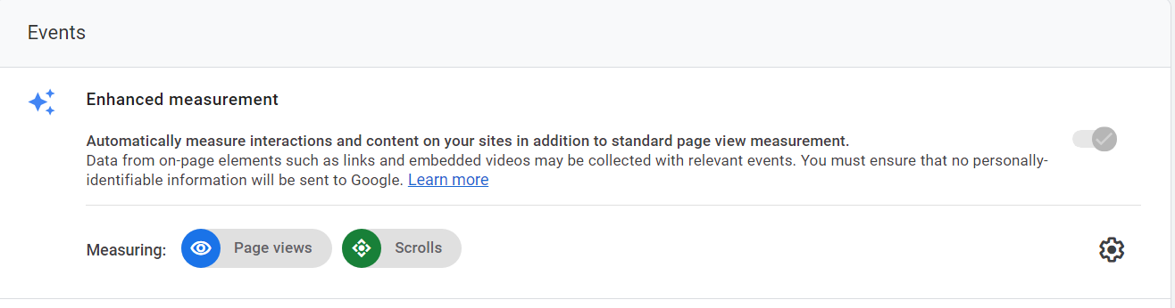 Events
Enhanced measurement
Automatically measure interactions and content on your sites in addition to standard page view measurement.
Data from on-page elements such as links and embedded videos may be collected with relevant events. You must ensure that no personally-
identifiable information will be sent to Google. Learn more
Measuring: Page views Scrolls